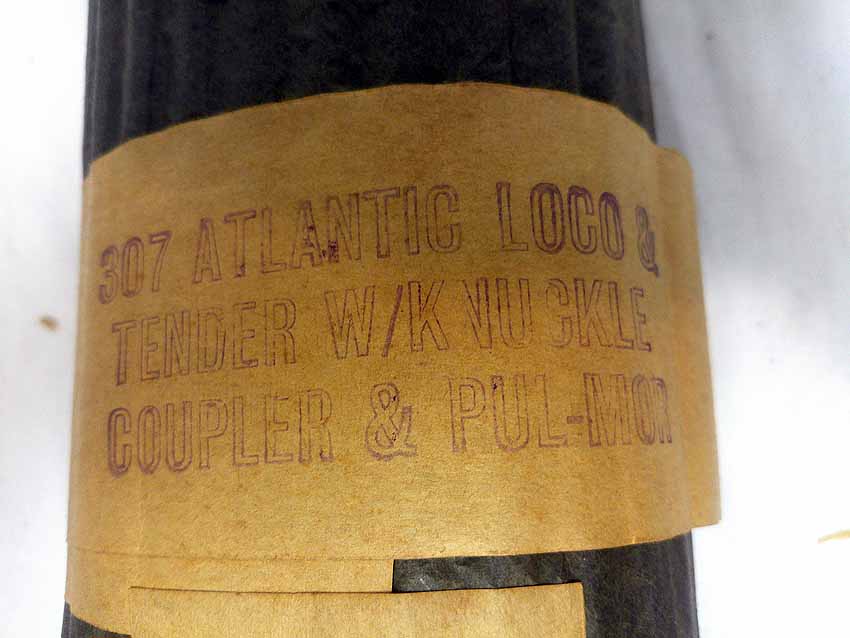 307 ATLANTIC LOCO &
TENDER W/KNUCKLE
COUPLER & PUL-MOR